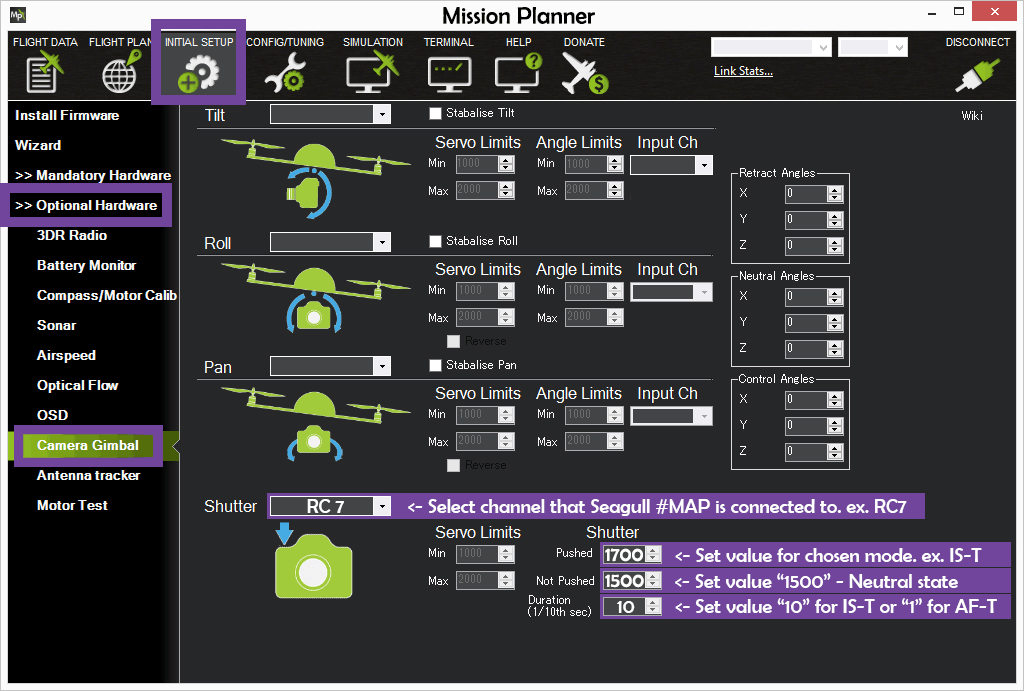 Mp
Mission Planner
FLIGHT DATA FLIGHT PLAN INITIAL SETUP CONFIG/TUNING SIMULATION TERMINAL HELP DONATE DISCONNECT
Link Stats...
Install Firmware
Wizard
>> Mandatory Hardware
>> Optional Hardware
3DR Radio
Battery Monitor
Compass/Motor Calib
Sonar
Airspeed
Optical Flow
OSD
Camera Gimbal
Antenna tracker
Motor Test
Wiki
Tilt Stabalise Tilt
Servo Limits Angle Limits Input Ch
Min 1000 Min 1000
Max 2000 Max 2000
Roll Stabalise Roll
Servo Limits Angle Limits Input Ch
Min 1000 Min 1000
Max 2000 Max 2000
Reverse
Pan Stabalise Pan
Servo Limits Angle Limits Input Ch
Min 1000 Min 1000
Max 2000 Max 2000
Reverse
Retract Angles
X 0
Y 0
Z 0
Neutral Angles
X 0
Y 0
Z 0
Control Angles
X 0
Y 0
Z 0
Shutter RC 7 <- Select channel that Seagull #MAP is connected to. ex. RC7
Servo Limits Shutter
Min 1000 Pushed 1700 <- Set value for chosen mode. ex. IS-T
Max 2000 Not Pushed 1500 <- Set value “1500” - Neutral state
Duration
(1/10th sec) 10 <- Set value “10” for IS-T or “1” for AF-T